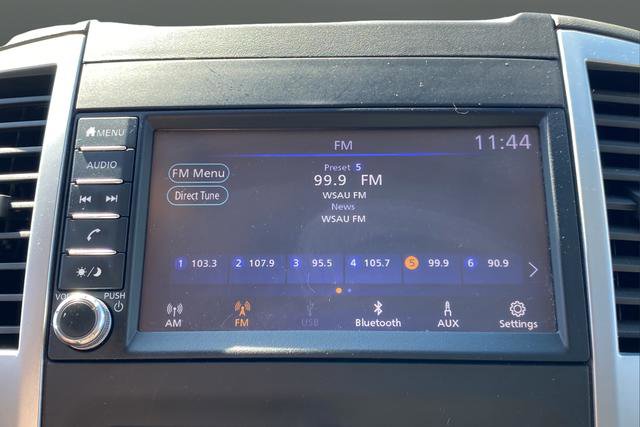 MENU
AUDIO
VOL PUSH
FM
11:44
FM Menu
Direct Tune
Preset 5
99.9 FM
WSAU FM
News
WSAU FM
1 103.3 2 107.9 3 95.5 4 105.7 5 99.9 6 90.9
AM FM USB Bluetooth AUX Settings